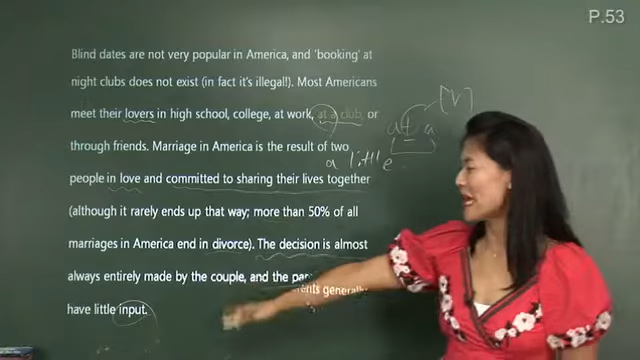 P.53
Blind dates are not very popular in America, and 'booking' at
night clubs does not exist (in fact it's illegal!). Most Americans
meet their lovers in high school, college, at work, at a club, or
through friends. Marriage in America is the result of two
people in love and committed to sharing their lives together
(although it rarely ends up that way; more than 50% of all
marriages in America end in divorce). The decision is almost
always entirely made by the couple, and the parents generally
have little input.
at a
a little